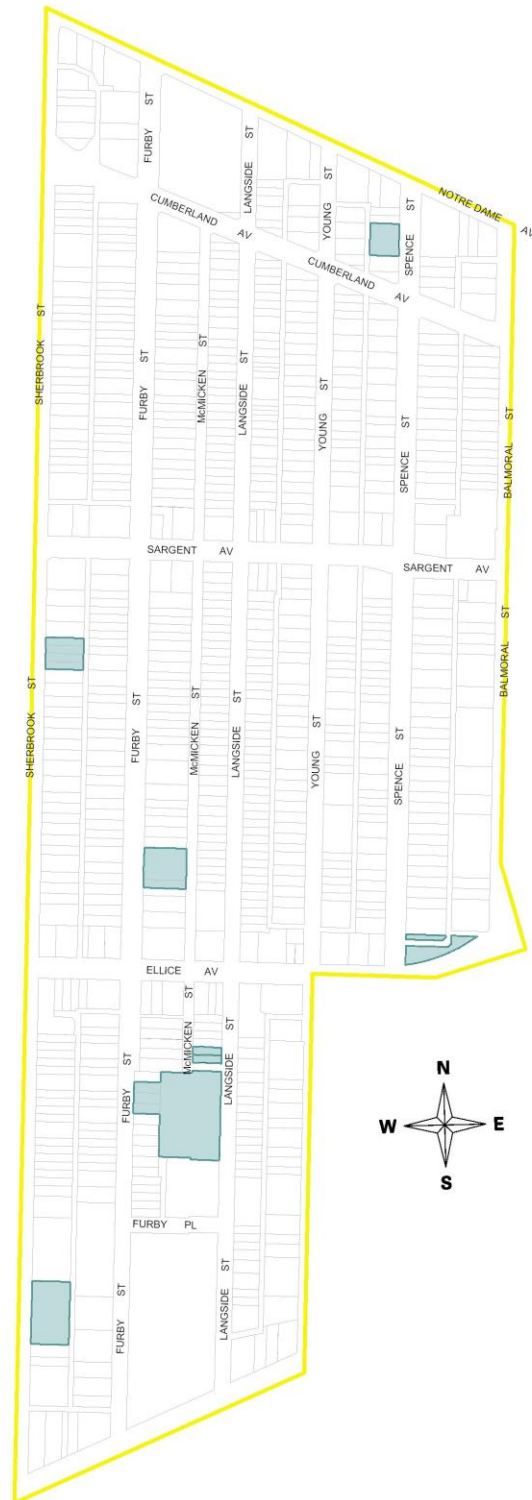 FURBY ST
LANGSIDE ST
YOUNG ST
SPENCE ST
NOTRE DAME AV
CUMBERLAND AV
CUMBERLAND AV
SHERBROOK ST
FURBY ST
McMICKEN ST
LANGSIDE ST
YOUNG ST
SPENCE ST
BALMORAL ST
SARGENT AV
SARGENT AV
SHERBROOK ST
FURBY ST
McMICKEN ST
LANGSIDE ST
YOUNG ST
SPENCE ST
BALMORAL ST
ELLICE AV
FURBY ST
McMICKEN ST
LANGSIDE ST
N
W E
S
FURBY PL
FURBY ST
LANGSIDE ST